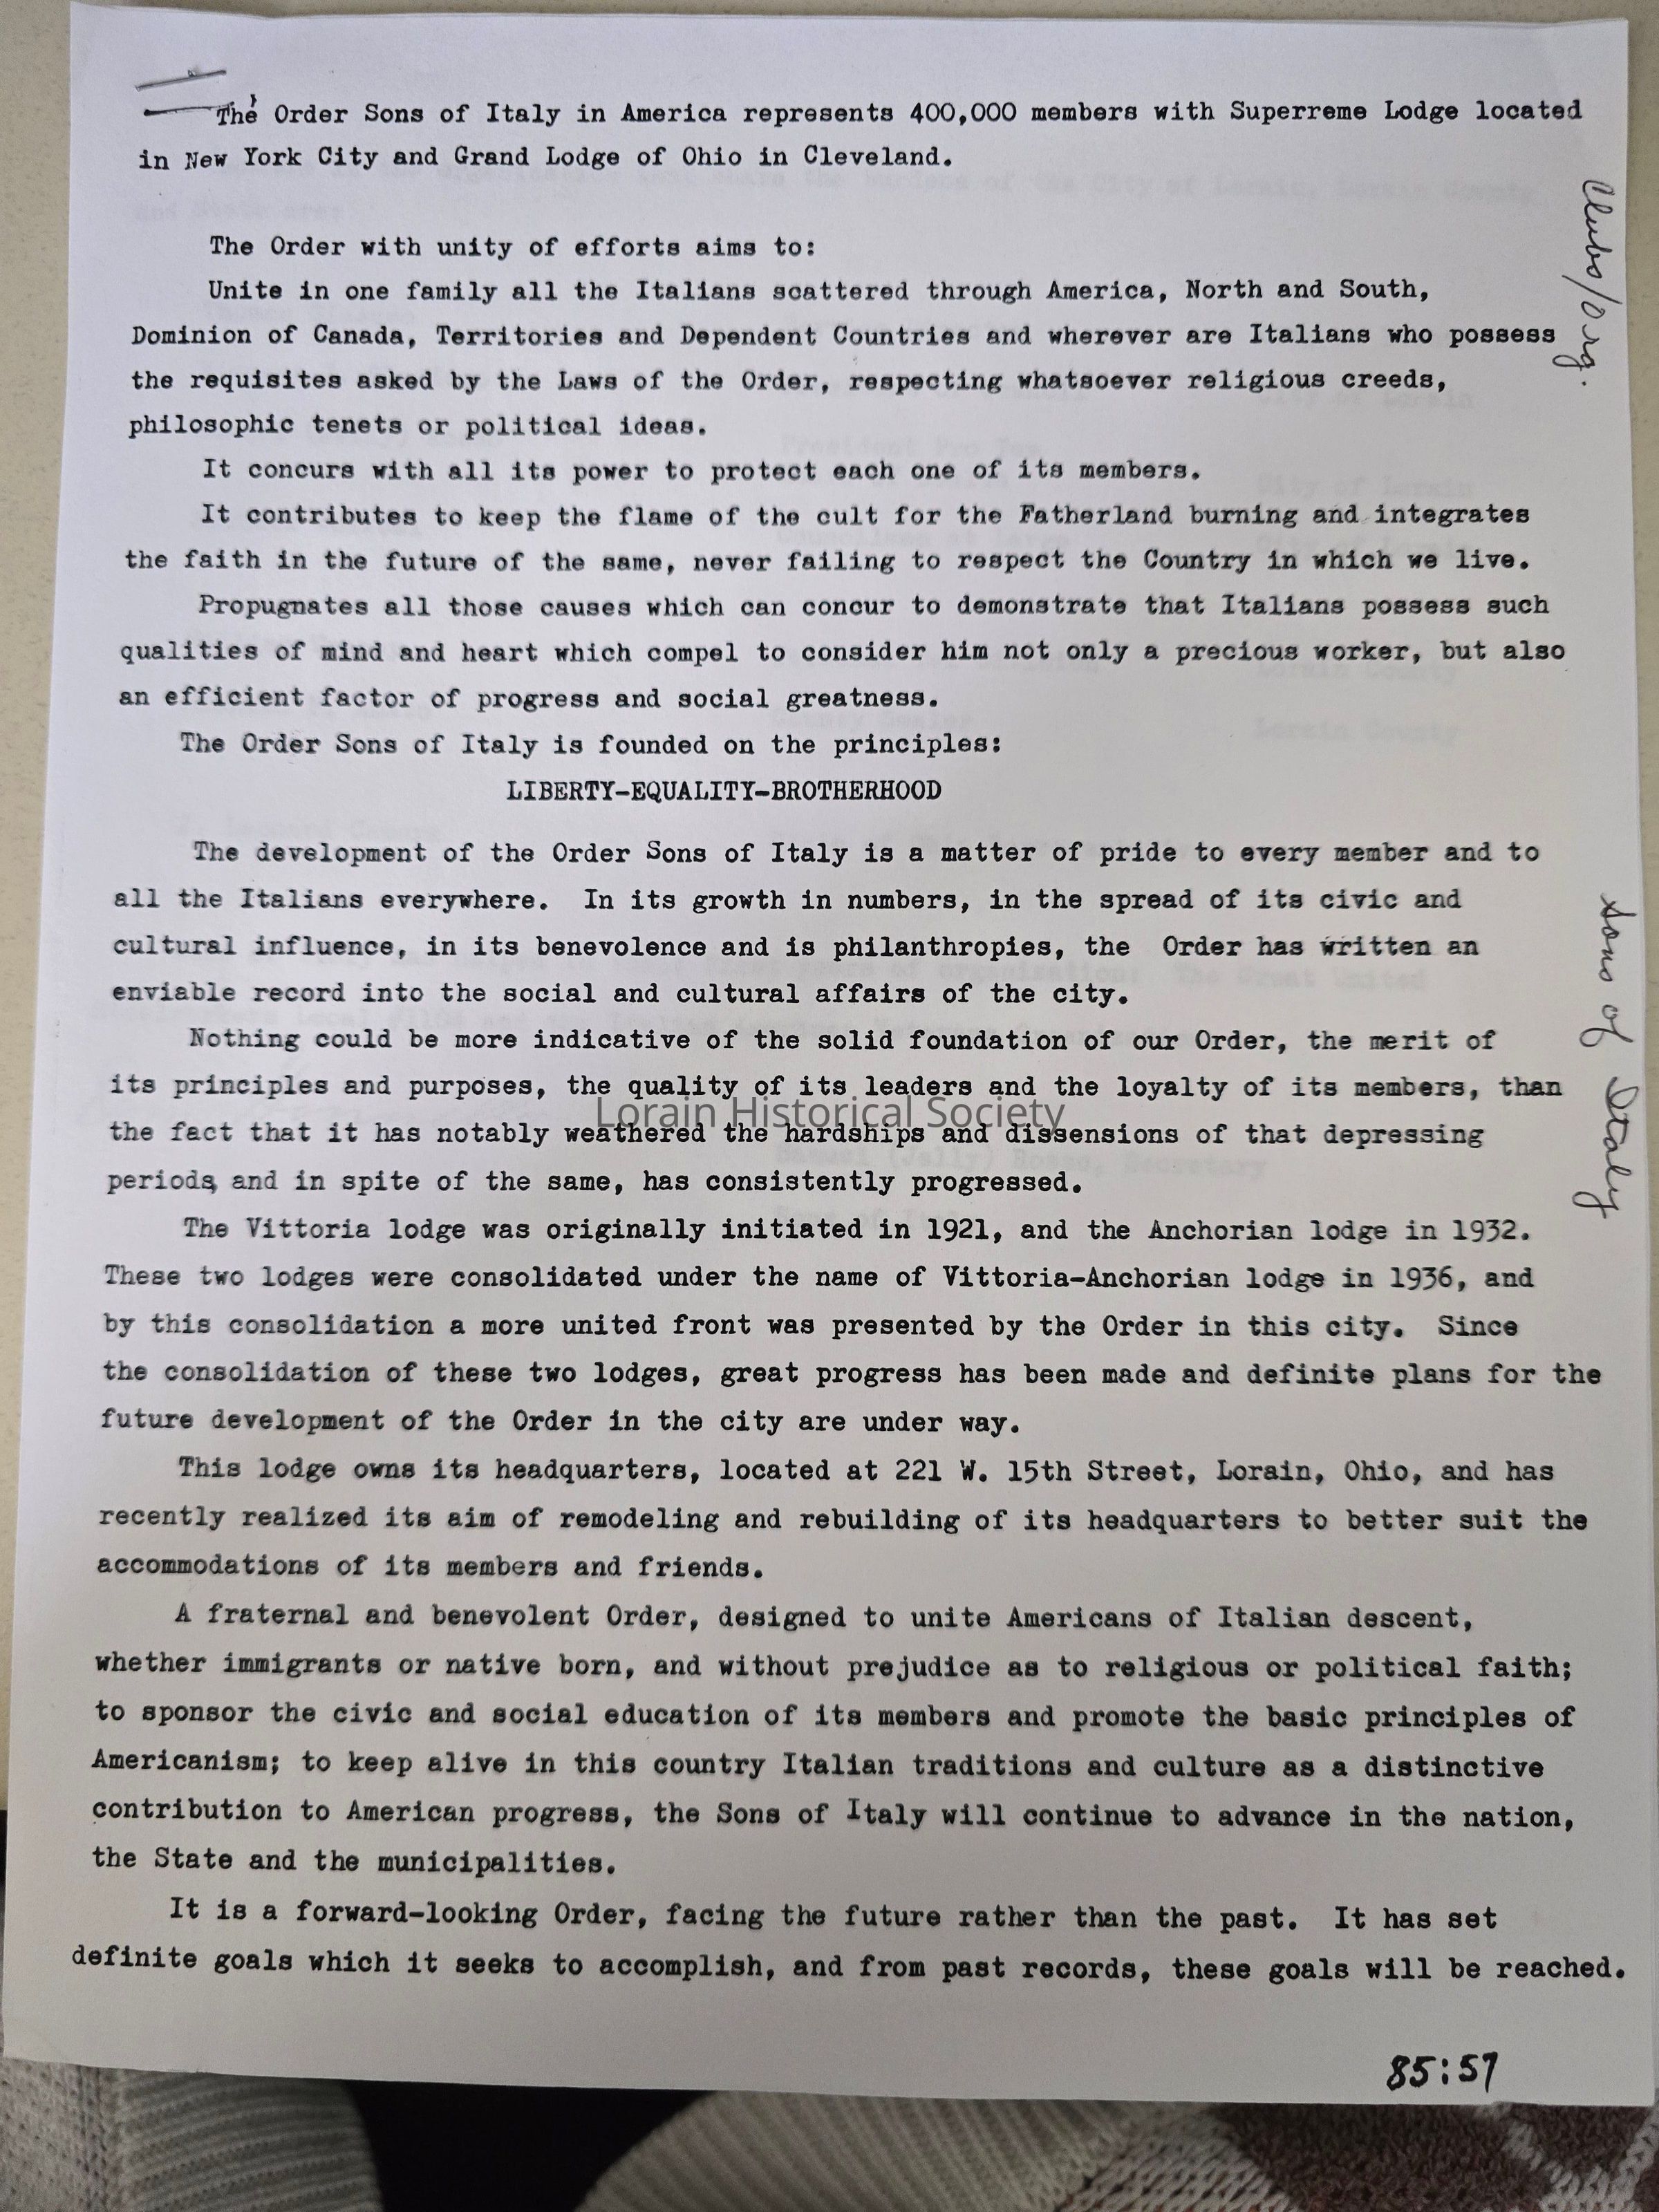 The Order Sons of Italy in America represents 400,000 members with Superreme Lodge located
in New York City and Grand Lodge of Ohio in Cleveland.
The Order with unity of efforts aims to:
Unite in one family all the Italians scattered through America, North and South,
Dominion of Canada, Territories and Dependent Countries and wherever are Italians who possess
the requisites asked by the Laws of the Order, respecting whatsoever religious creeds,
philosophic tenets or political ideas.
It concurs with all its power to protect each one of its members.
It contributes to keep the flame of the cult for the Fatherland burning and integrates
the faith in the future of the same, never failing to respect the Country in which we live.
Propugnates all those causes which can concur to demonstrate that Italians possess such
qualities of mind and heart which compel to consider him not only a precious worker, but also
an efficient factor of progress and social greatness.
The Order Sons of Italy is founded on the principles:
LIBERTY-EQUALITY-BROTHERHOOD
The development of the Order Sons of Italy is a matter of pride to every member and to
all the Italians everywhere. In its growth in numbers, in the spread of its civic and
cultural influence, in its benevolence and is philanthropies, the Order has written an
enviable record into the social and cultural affairs of the city.
Nothing could be more indicative of the solid foundation of our Order, the merit of
its principles and purposes, the quality of its leaders and the loyalty of its members, than
the fact that it has notably weathered the hardships and dissensions of that depressing
periods, and in spite of the same, has consistently progressed.
The Vittoria lodge was originally initiated in 1921, and the Anchorian lodge in 1932.
These two lodges were consolidated under the name of Vittoria-Anchorian lodge in 1936, and
by this consolidation a more united front was presented by the Order in this city. Since
the consolidation of these two lodges, great progress has been made and definite plans for the
future development of the Order in the city are under way.
This lodge owns its headquarters, located at 221 W. 15th Street, Lorain, Ohio, and has
recently realized its aim of remodeling and rebuilding of its headquarters to better suit the
accommodations of its members and friends.
A fraternal and benevolent Order, designed to unite Americans of Italian descent,
whether immigrants or native born, and without prejudice as to religious or political faith;
to sponsor the civic and social education of its members and promote the basic principles of
Americanism; to keep alive in this country Italian traditions and culture as a distinctive
contribution to American progress, the Sons of Italy will continue to advance in the nation,
the State and the municipalities.
It is a forward-looking Order, facing the future rather than the past. It has set
definite goals which it seeks to accomplish, and from past records, these goals will be reached.
85:57
Clubs/Org.
Sons of Italy
Lorain Historical Society